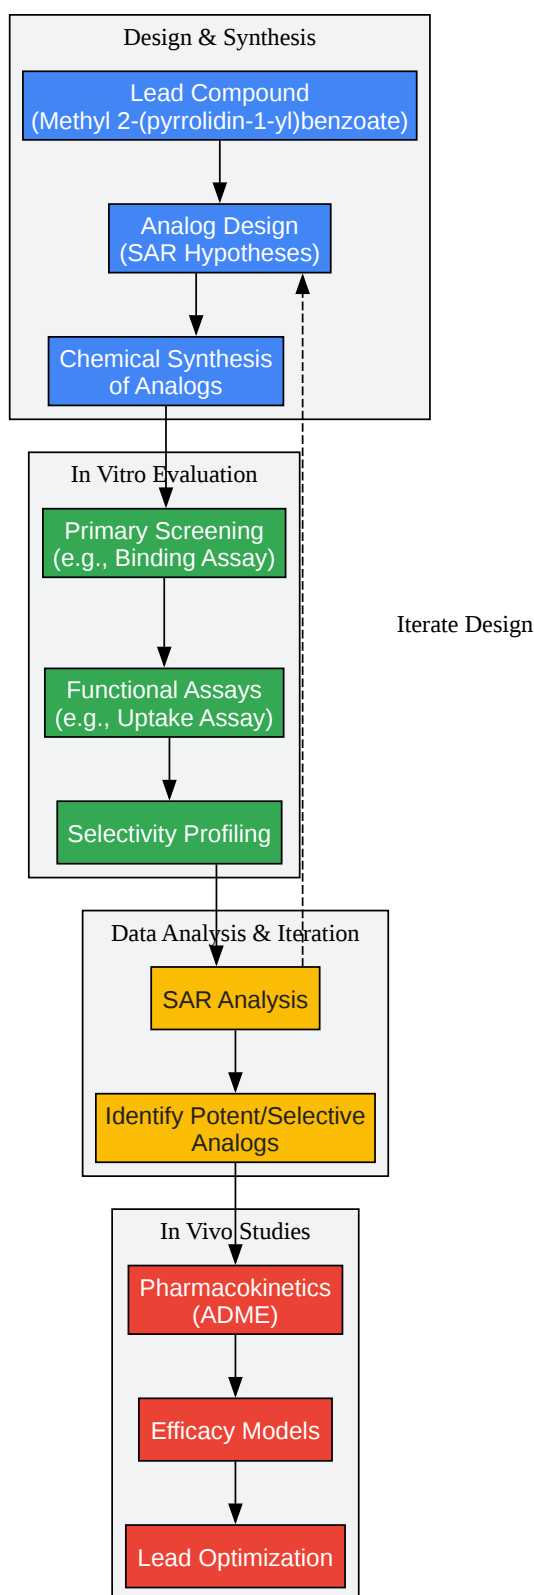 Design & Synthesis
Lead Compound
(Methyl 2-(pyrrolidin-1-yl)benzoate)
Analog Design
(SAR Hypotheses)
Chemical Synthesis
of Analogs
In Vitro Evaluation
Primary Screening
(e.g., Binding Assay)
Iterate Design
Functional Assays
(e.g., Uptake Assay)
Selectivity Profiling
Data Analysis & Iteration
SAR Analysis
Identify Potent/Selective
Analogs
In Vivo Studies
Pharmacokinetics
(ADME)
Efficacy Models
Lead Optimization